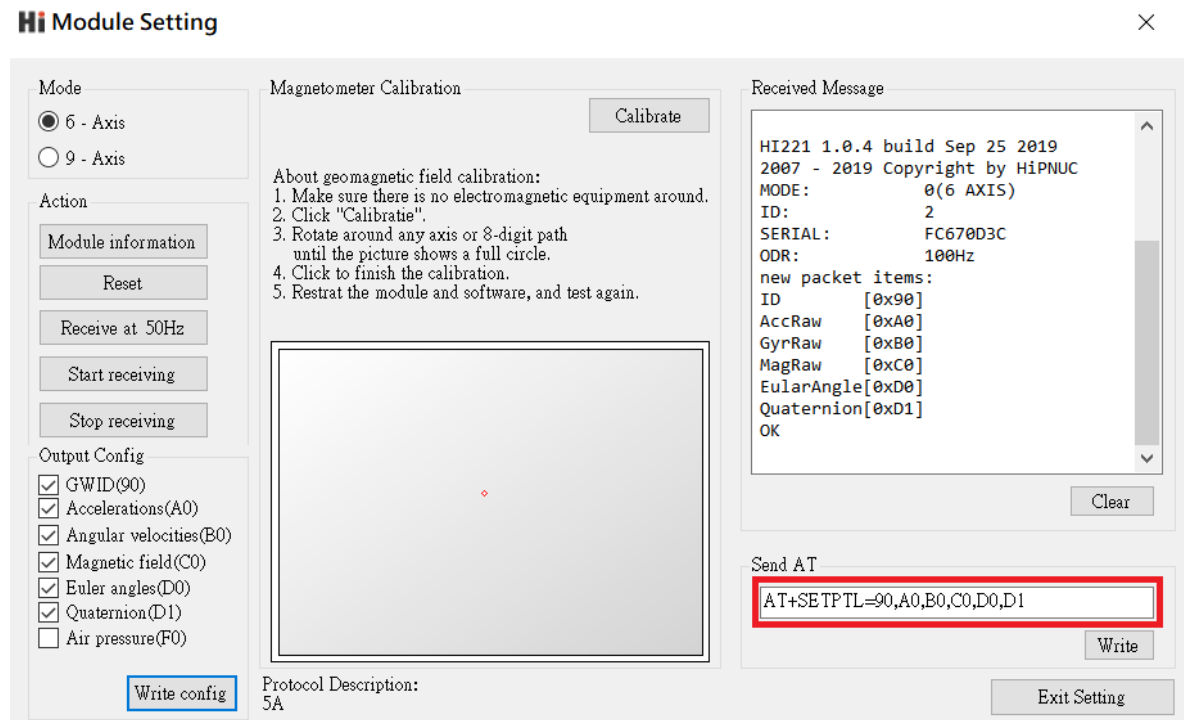 Hi Module Setting
Mode
6 - Axis
9 - Axis
Action
Module information
Reset
Receive at 50Hz
Start receiving
Stop receiving
Output Config
GWID(90)
Accelerations(A0)
Angular velocities(B0)
Magnetic field(C0)
Euler angles(D0)
Quaternion(D1)
Air pressure(F0)
Write config
Magnetometer Calibration
Calibrate
About geomagnetic field calibration:
1. Make sure there is no electromagnetic equipment around.
2. Click "Calibratie".
3. Rotate around any axis or 8-digit path
until the picture shows a full circle.
4. Click to finish the calibration.
5. Restrat the module and software, and test again.
Protocol Description:
5A
Received Message
HI221 1.0.4 build Sep 25 2019
2007 - 2019 Copyright by HiPNUC
MODE: 0(6 AXIS)
ID: 2
SERIAL: FC670D3C
ODR: 100Hz
new packet items:
ID [0x90]
AccRaw [0xA0]
GyrRaw [0xB0]
MagRaw [0xC0]
EularAngle[0xD0]
Quaternion[0xD1]
OK
Clear
Send AT
AT+SETPTL=90,A0,B0,C0,D0,D1
Write
Exit Setting